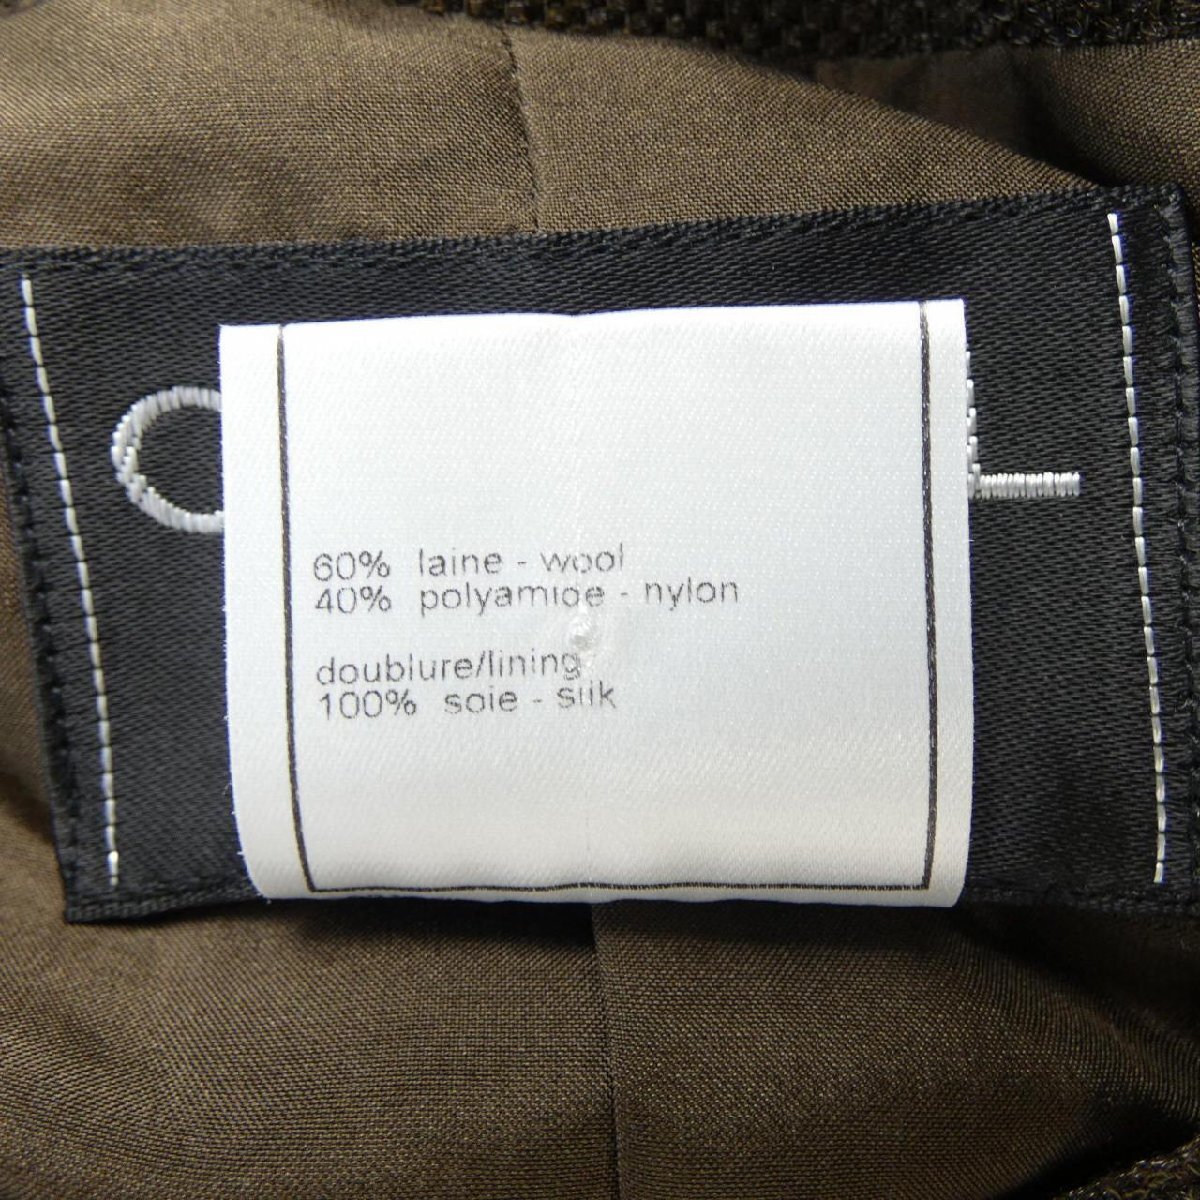 60% laine - wool
40% polyamide - nylon
doublure/lining
100% soie - silk